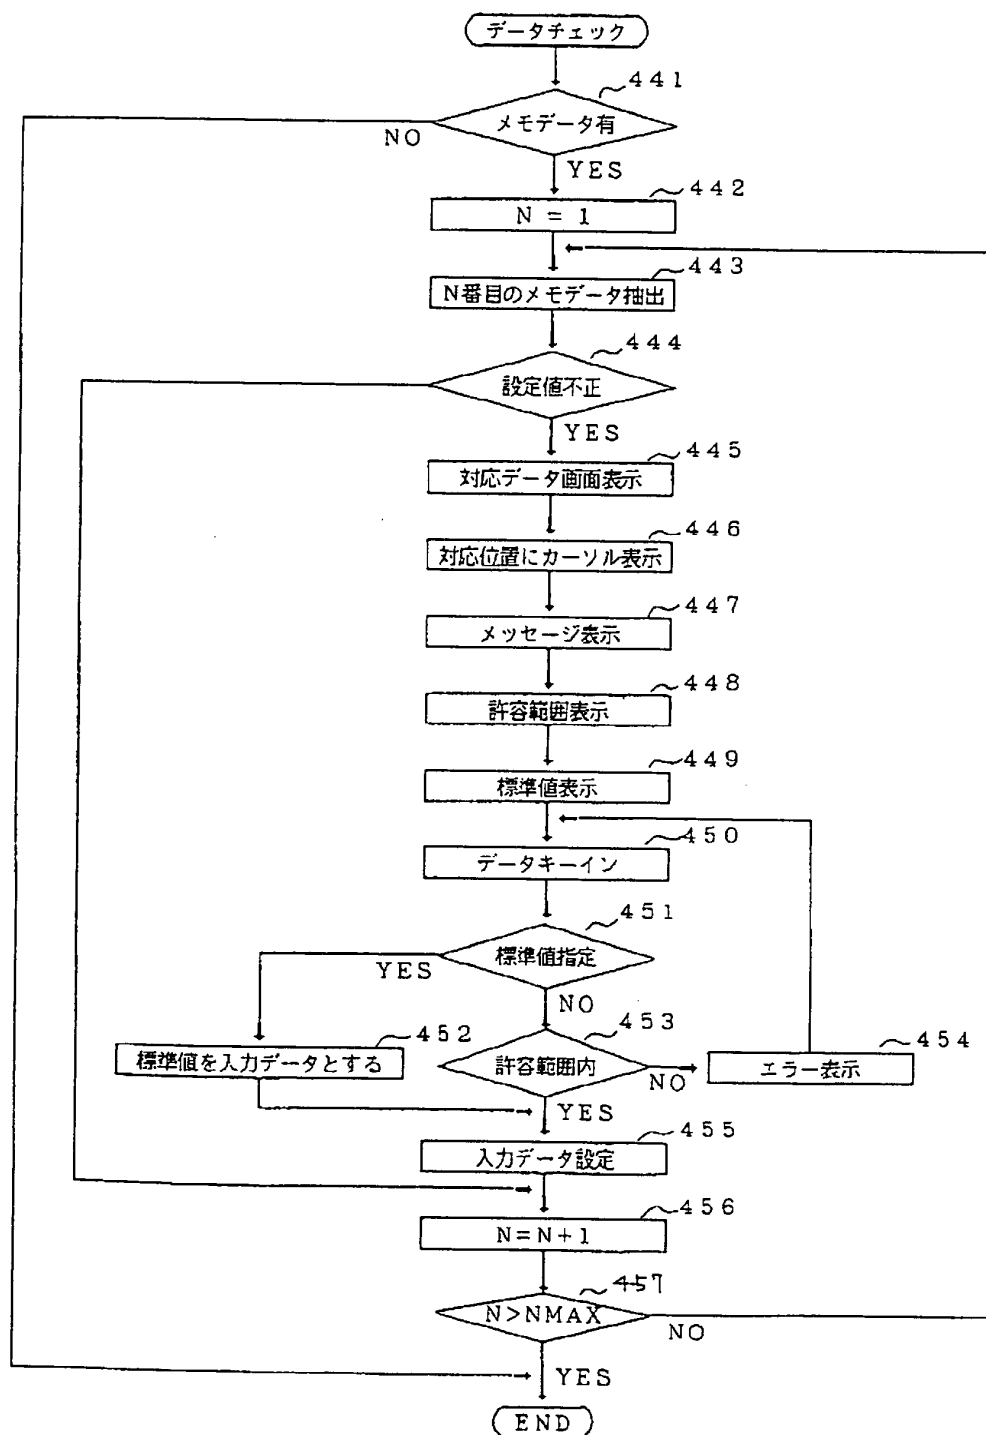 データチェック
441
メモデータ有
NO
YES
442
N = 1
443
N番目のメモデータ抽出
444
設定値不正
YES
445
対応データ画面表示
446
対応位置にカーソル表示
447
メッセージ表示
448
許容範囲表示
449
標準値表示
450
データキーイン
451
標準値指定
YES
NO
452
標準値を入力データとする
453
許容範囲内
NO
454
エラー表示
YES
455
入力データ設定
456
N=N+1
457
N>NMAX
NO
YES
END